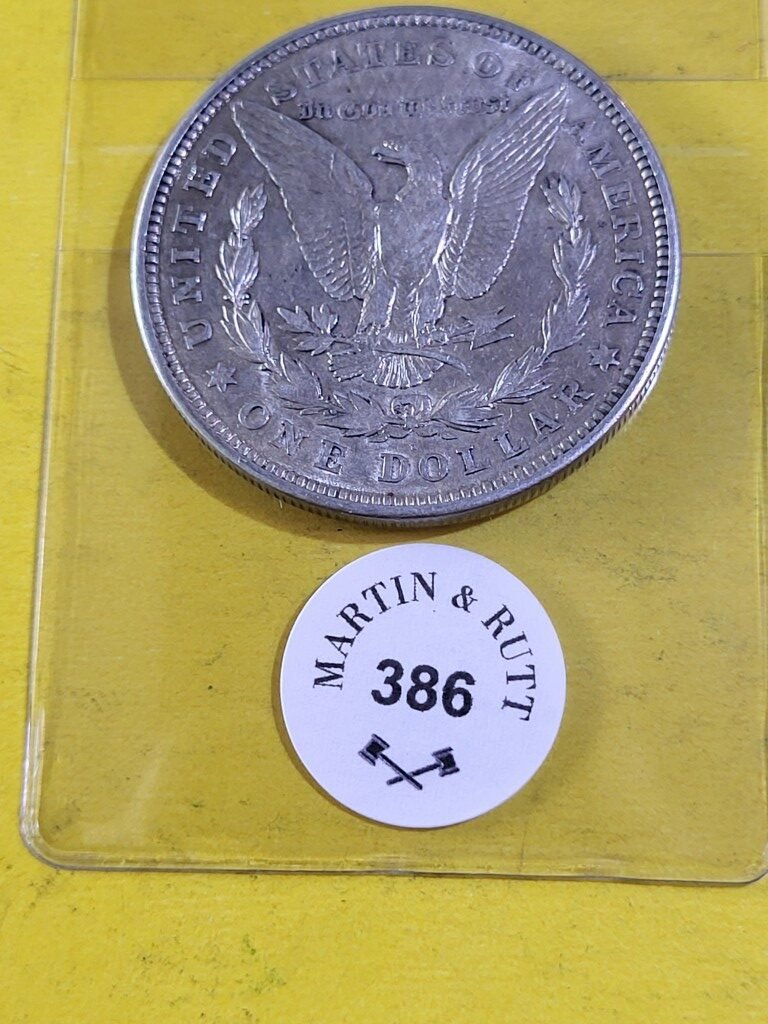 UNITED STATES OF AMERICA
In God We Trust
ONE DOLLAR
MARTIN & RUTT
386